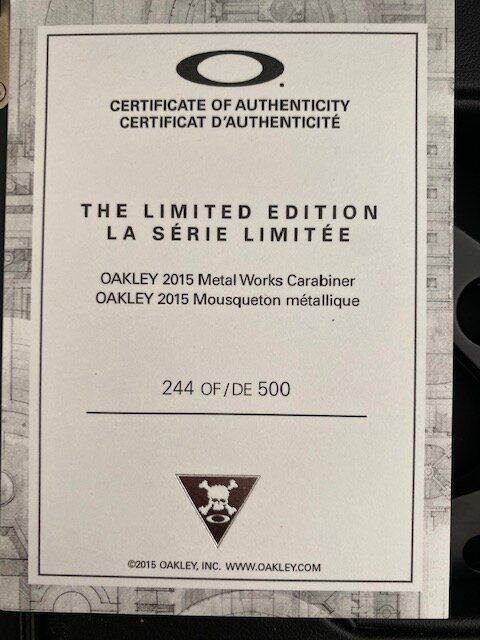 CERTIFICATE OF AUTHENTICITY
CERTIFICAT D'AUTHENTICITÉ
THE LIMITED EDITION
LA SÉRIE LIMITÉE
OAKLEY 2015 Metal Works Carabiner
OAKLEY 2015 Mousqueton métallique
244 OF/DE 500
©2015 OAKLEY, INC. WWW.OAKLEY.COM